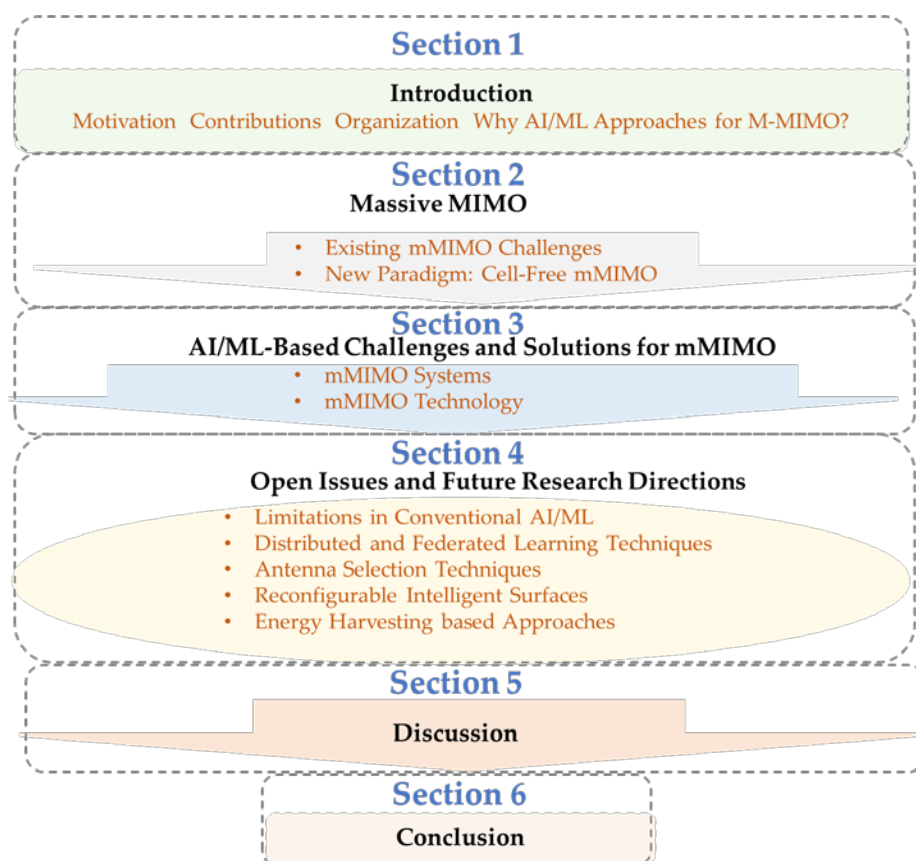 Section 1
Introduction
Motivation Contributions Organization Why AI/ML Approaches for M-MIMO?
Section 2
Massive MIMO
• Existing mMIMO Challenges
• New Paradigm: Cell-Free mMIMO
Section 3
AI/ML-Based Challenges and Solutions for mMIMO
• mMIMO Systems
• mMIMO Technology
Section 4
Open Issues and Future Research Directions
• Limitations in Conventional AI/ML
• Distributed and Federated Learning Techniques
• Antenna Selection Techniques
• Reconfigurable Intelligent Surfaces
• Energy Harvesting based Approaches
Section 5
Discussion
Section 6
Conclusion